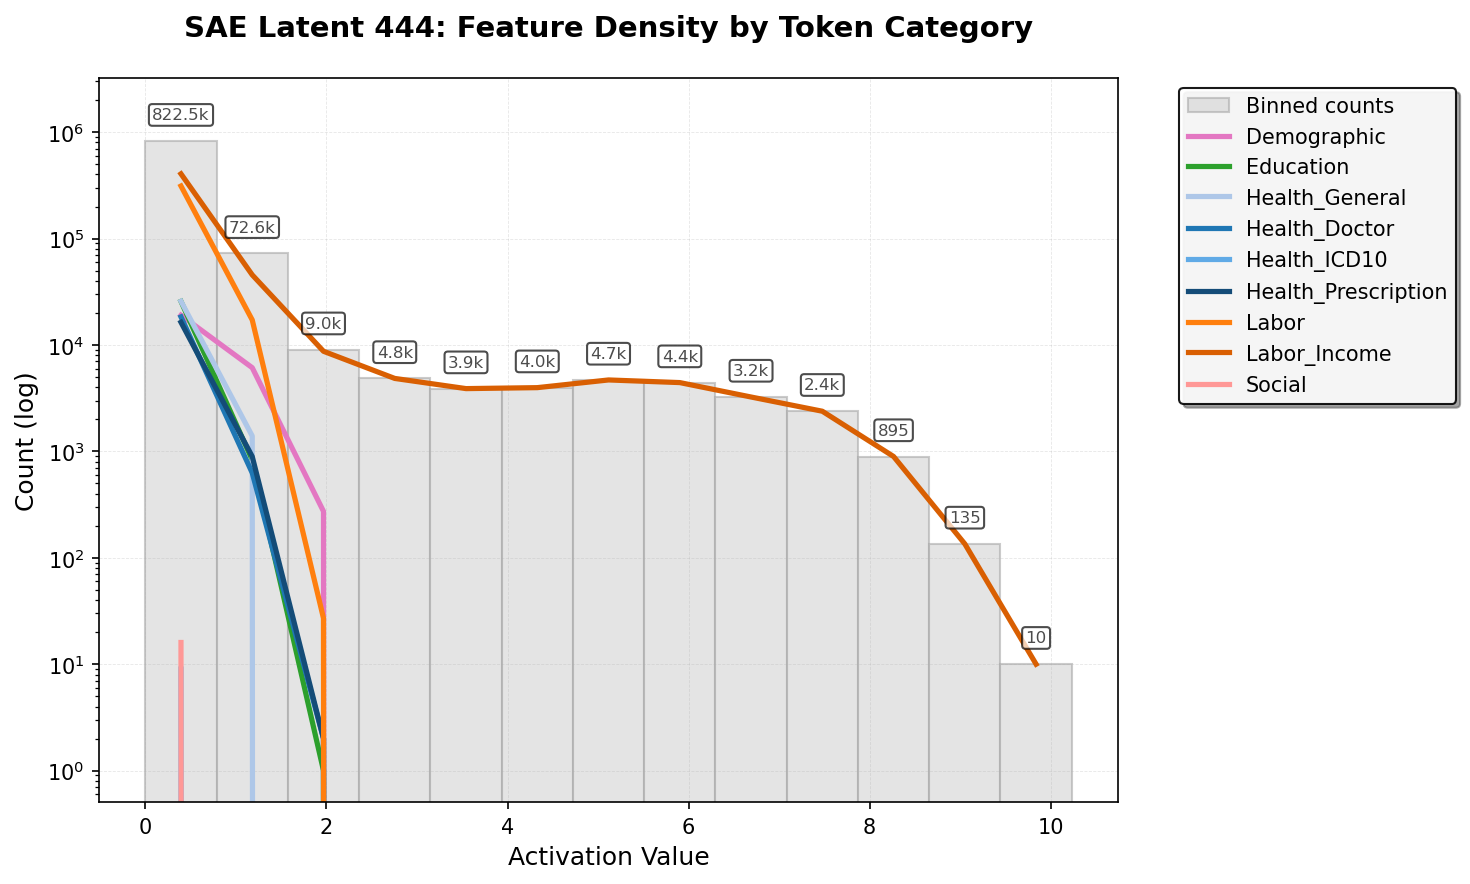 SAE Latent 444: Feature Density by Token Category
822.5k
72.6k
9.0k
4.8k
3.9k
4.0k
4.7k
4.4k
3.2k
2.4k
895
135
10
Binned counts
Demographic
Education
Health_General
Health_Doctor
Health_ICD10
Health_Prescription
Labor
Labor_Income
Social
Count (log)
10⁶
10⁵
10⁴
10³
10²
10¹
10⁰
0 2 4 6 8 10
Activation Value